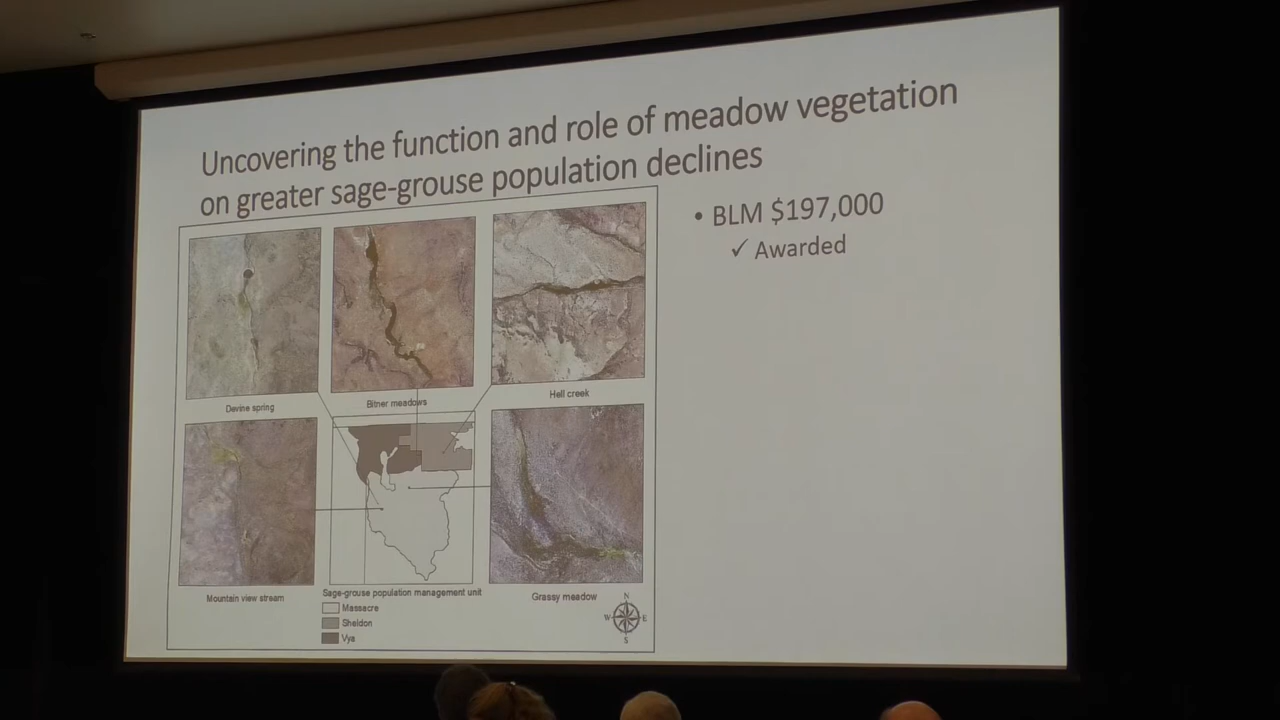 Uncovering the function and role of meadow vegetation
on greater sage-grouse population declines
• BLM $197,000
✓ Awarded
Devine spring
Bitner meadows
Hell creek
Mountain view stream
Sage-grouse population management unit
Massacre
Sheldon
Vya
Grassy meadow
N
W E
S